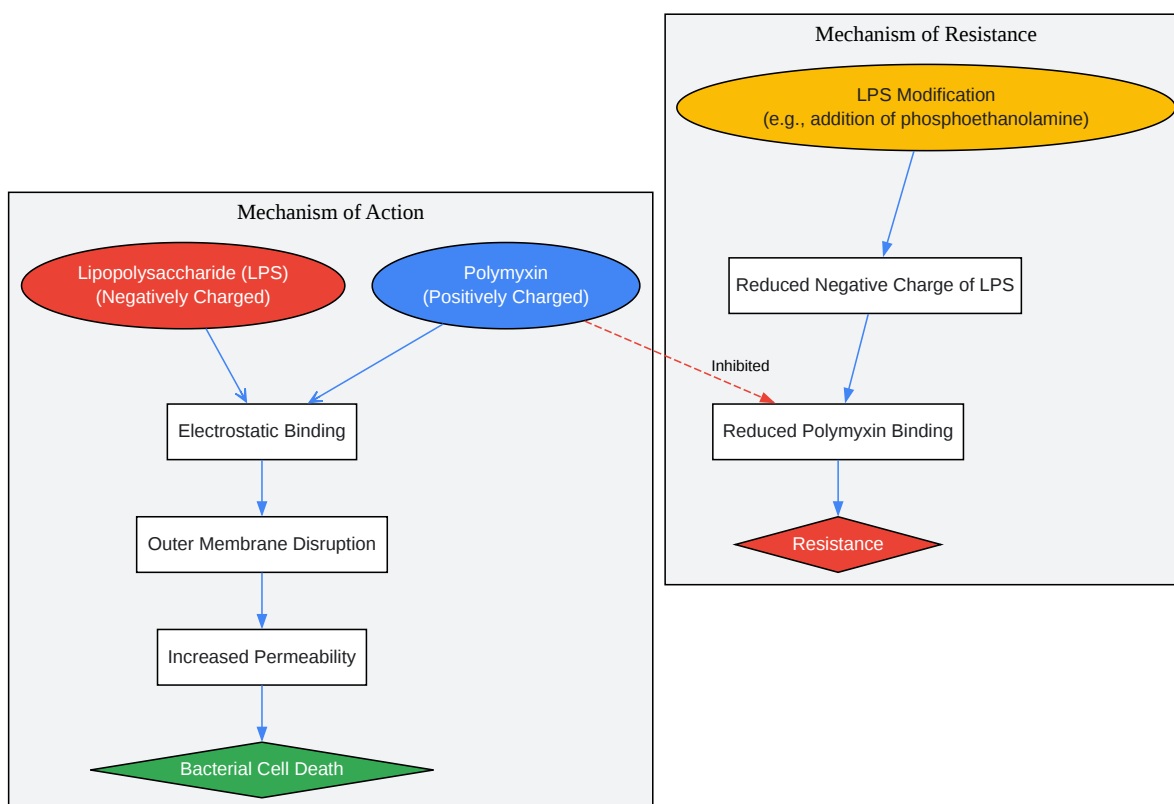 Mechanism of Resistance
LPS Modification
(e.g., addition of phosphoethanolamine)
Mechanism of Action
Lipopolysaccharide (LPS)
(Negatively Charged)
Polymyxin
(Positively Charged)
Reduced Negative Charge of LPS
Inhibited
Electrostatic Binding
Reduced Polymyxin Binding
Outer Membrane Disruption
Resistance
Increased Permeability
Bacterial Cell Death